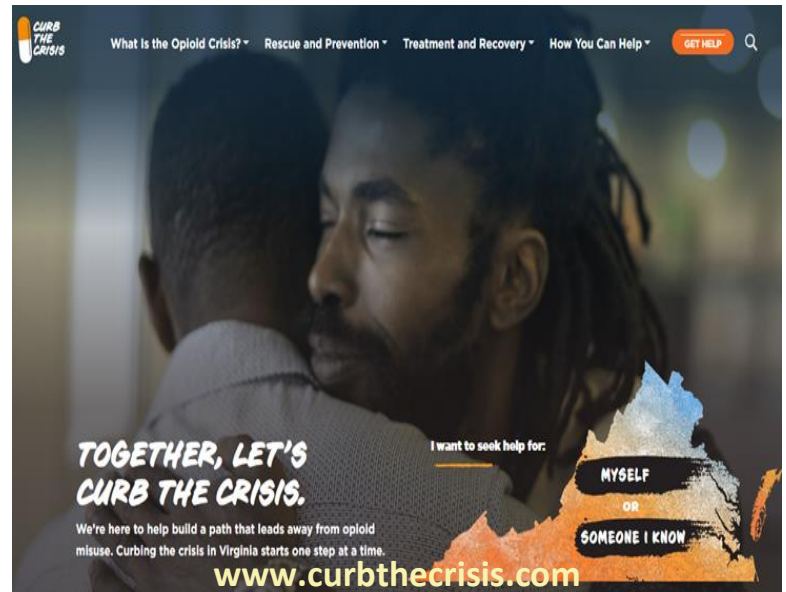 CURB
THE
CRISIS
What Is the Opioid Crisis? Rescue and Prevention Treatment and Recovery How You Can Help GET HELP
TOGETHER, LET'S
CURB THE CRISIS.
We're here to help build a path that leads away from opioid
misuse. Curbing the crisis in Virginia starts one step at a time.
I want to seek help for:
MYSELF
OR
SOMEONE I KNOW
www.curbthecrisis.com